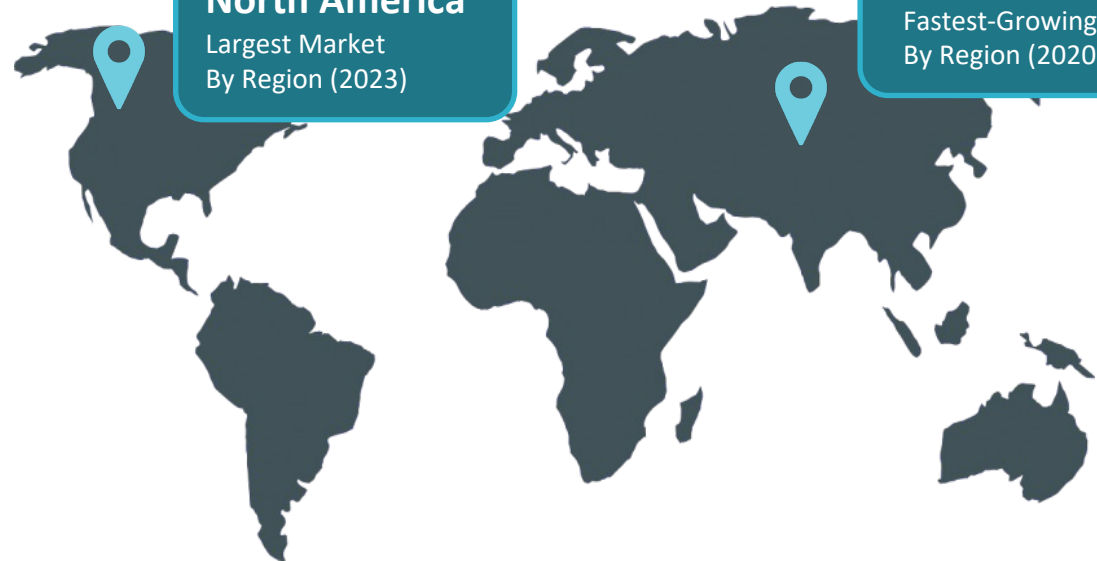 North America
Largest Market
By Region (2023)
Fastest-Growing
By Region (2020